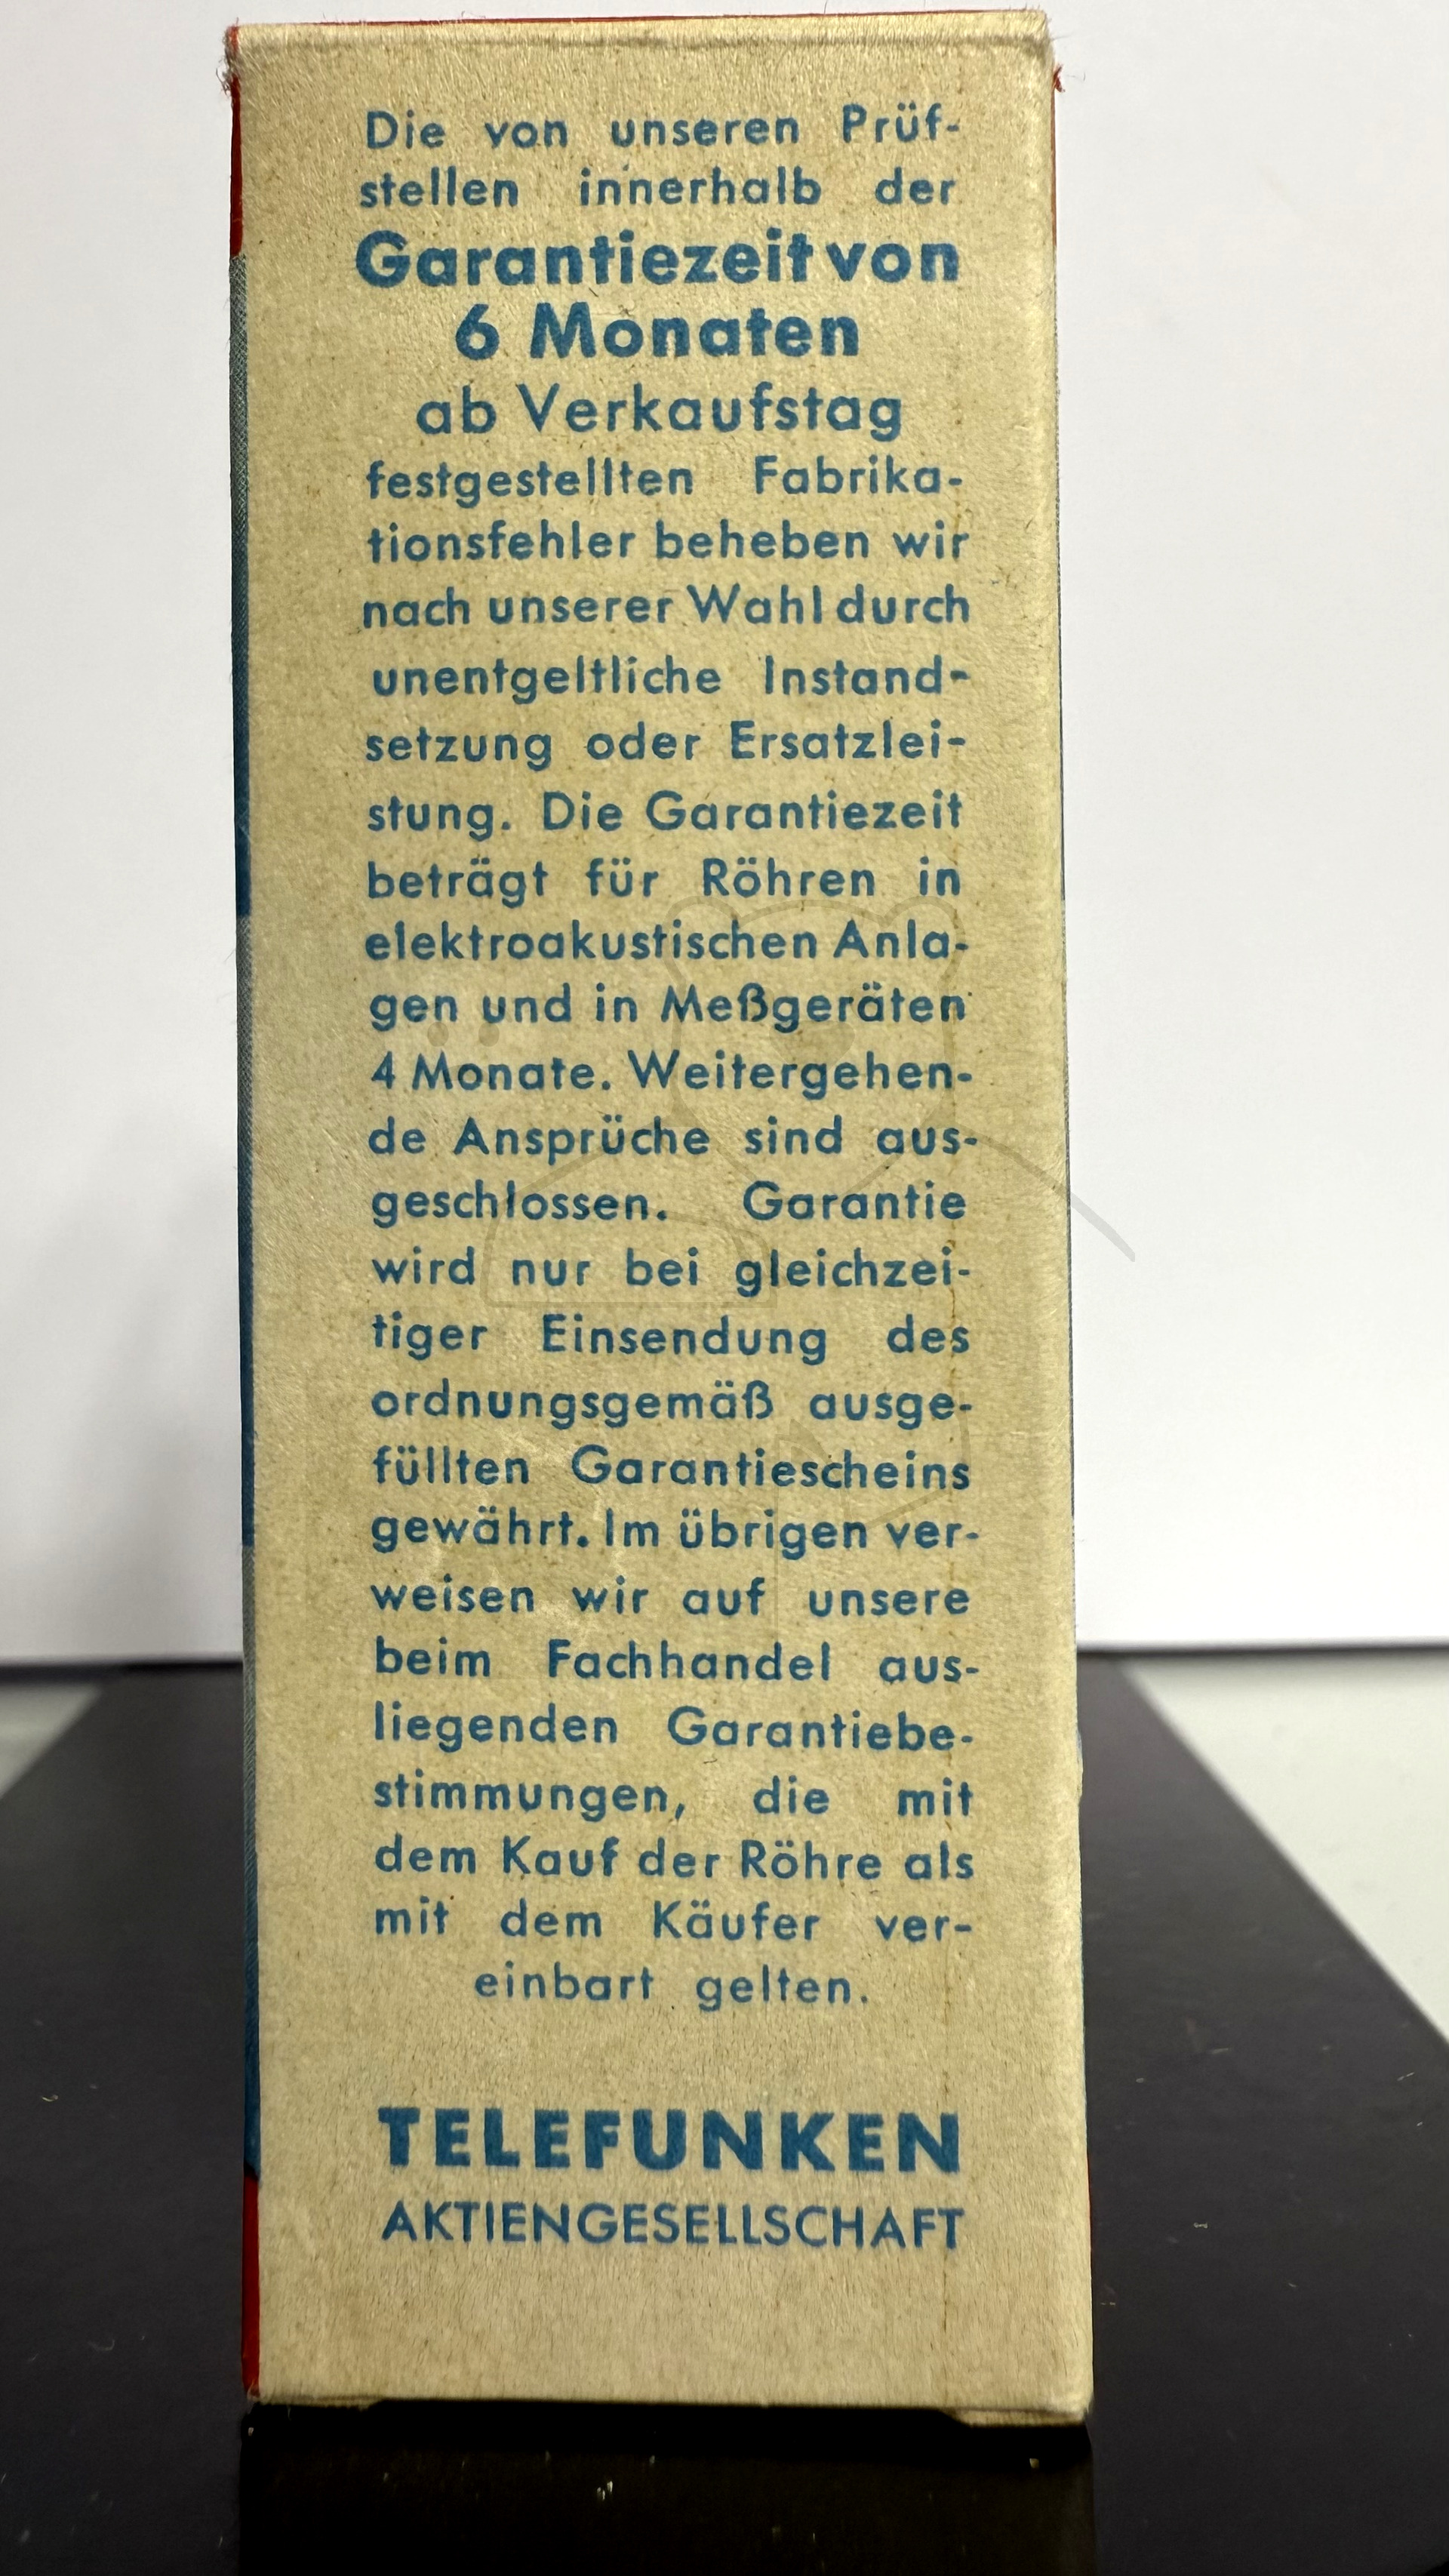 Die von unseren Prüf-
stellen innerhalb der
Garantiezeit von
6 Monaten
ab Verkaufstag
festgestellten Fabrika-
tionsfehler beheben wir
nach unserer Wahl durch
unentgeltliche Instand-
setzung oder Ersatzlei-
stung. Die Garantiezeit
beträgt für Röhren in
elektroakustischen Anla-
gen und in Meßgeräten
4 Monate. Weitergehen-
de Ansprüche sind aus-
geschlossen. Garantie
wird nur bei gleichzei-
tiger Einsendung des
ordnungsgemäß ausge-
füllten Garantiescheins
gewährt. Im übrigen ver-
weisen wir auf unsere
beim Fachhandel aus-
liegenden Garantiebe-
stimmungen, die mit
dem Kauf der Röhre als
mit dem Käufer ver-
einbart gelten.
TELEFUNKEN
AKTIENGESELLSCHAFT